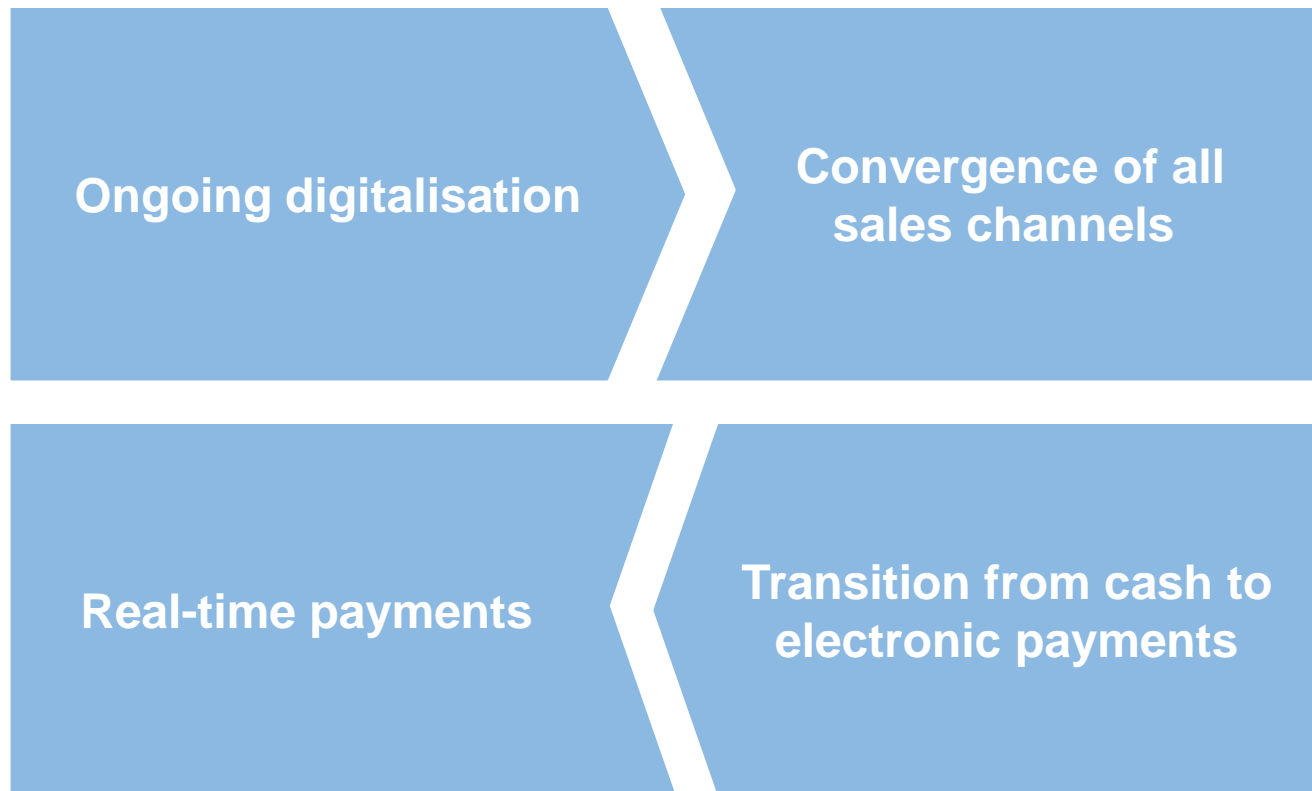 Ongoing digitalisation
Convergence of all
sales channels
Real-time payments
Transition from cash to
electronic payments